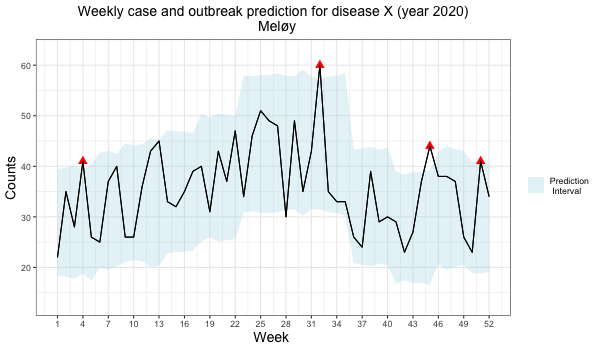 Weekly case and outbreak prediction for disease X (year 2020)
Meløy
Counts
60
50
40
30
20
1 4 7 10 13 16 19 22 25 28 31 34 37 40 43 46 49 52
Week
Prediction
Interval